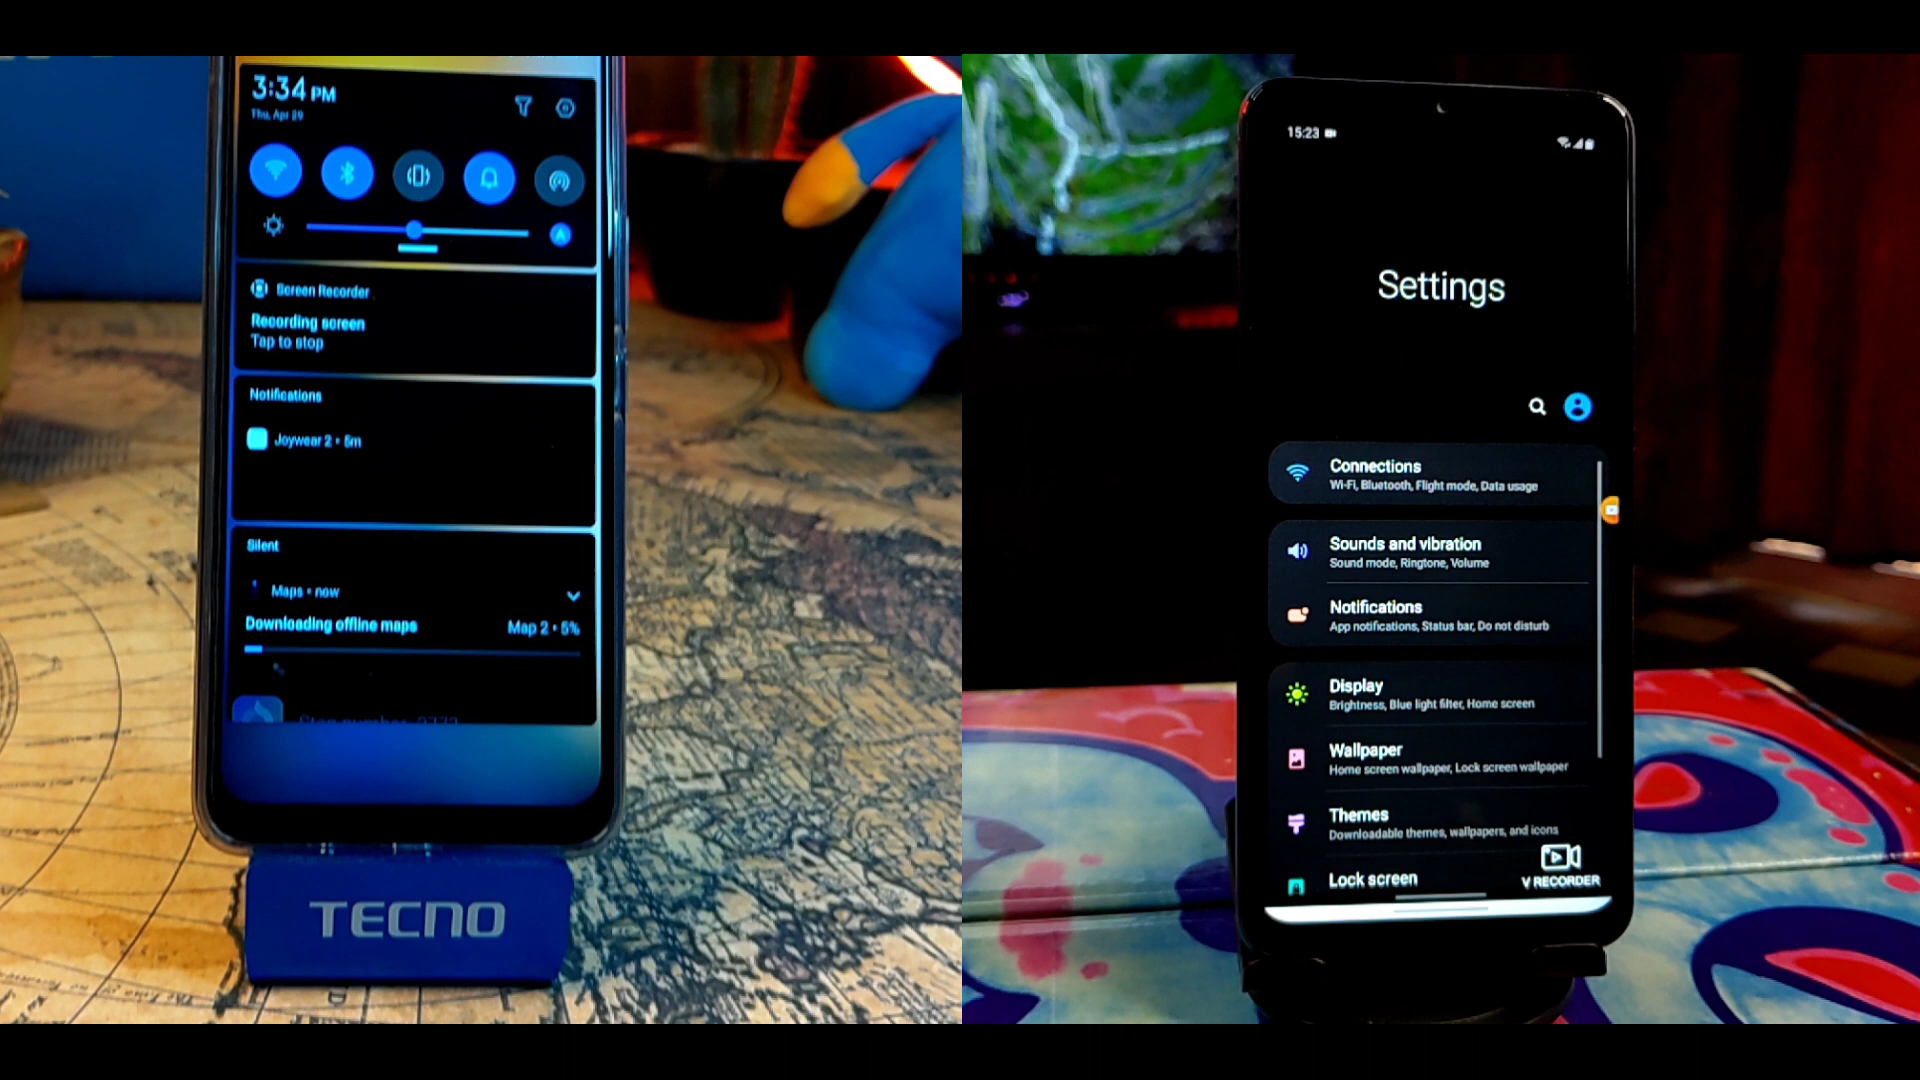 3:34 PM
Thu, Apr 29
Screen Recorder
Recording screen
Tap to stop
Notifications
Joywear 2 • 5m
Silent
Maps • now
Downloading offline maps
Map 2 • 5%
TECNO
15:23
Settings
Connections
Wi-Fi, Bluetooth, Flight mode, Data usage
Sounds and vibration
Sound mode, Ringtone, Volume
Notifications
App notifications, Status bar, Do not disturb
Display
Brightness, Blue light filter, Home screen
Wallpaper
Home screen wallpaper, Lock screen wallpaper
Themes
Downloadable themes, wallpapers, and icons
Lock screen
V RECORDER